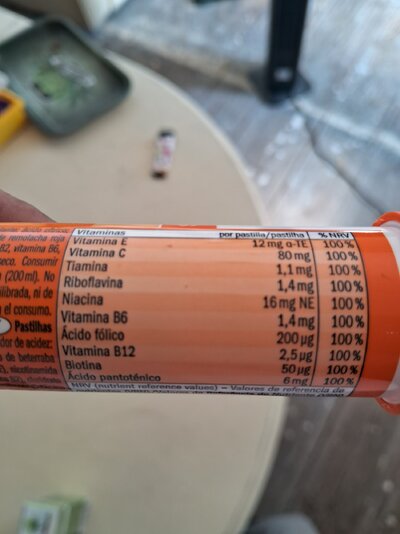 Vitaminas por pastilla/pastilha % NRV
Vitamina E 12 mg α-TE 100%
Vitamina C 80 mg 100%
Tiamina 1,1 mg 100%
Riboflavina 1,4 mg 100%
Niacina 16 mg NE 100%
Vitamina B6 1,4 mg 100%
Ácido fólico 200 µg 100%
Vitamina B12 2,5 µg 100%
Biotina 50 µg 100%
Ácido pantoténico 6 mg 100%
NRV (nutrient reference values) – Valores de referencia de
de remolacha roja
B2, vitamina B6,
seco. Consumir
(200 ml). No
ilibrada, ni de
a el consumo.
Pastilhas
dor de acidez:
o de beterraba
nicotinamida